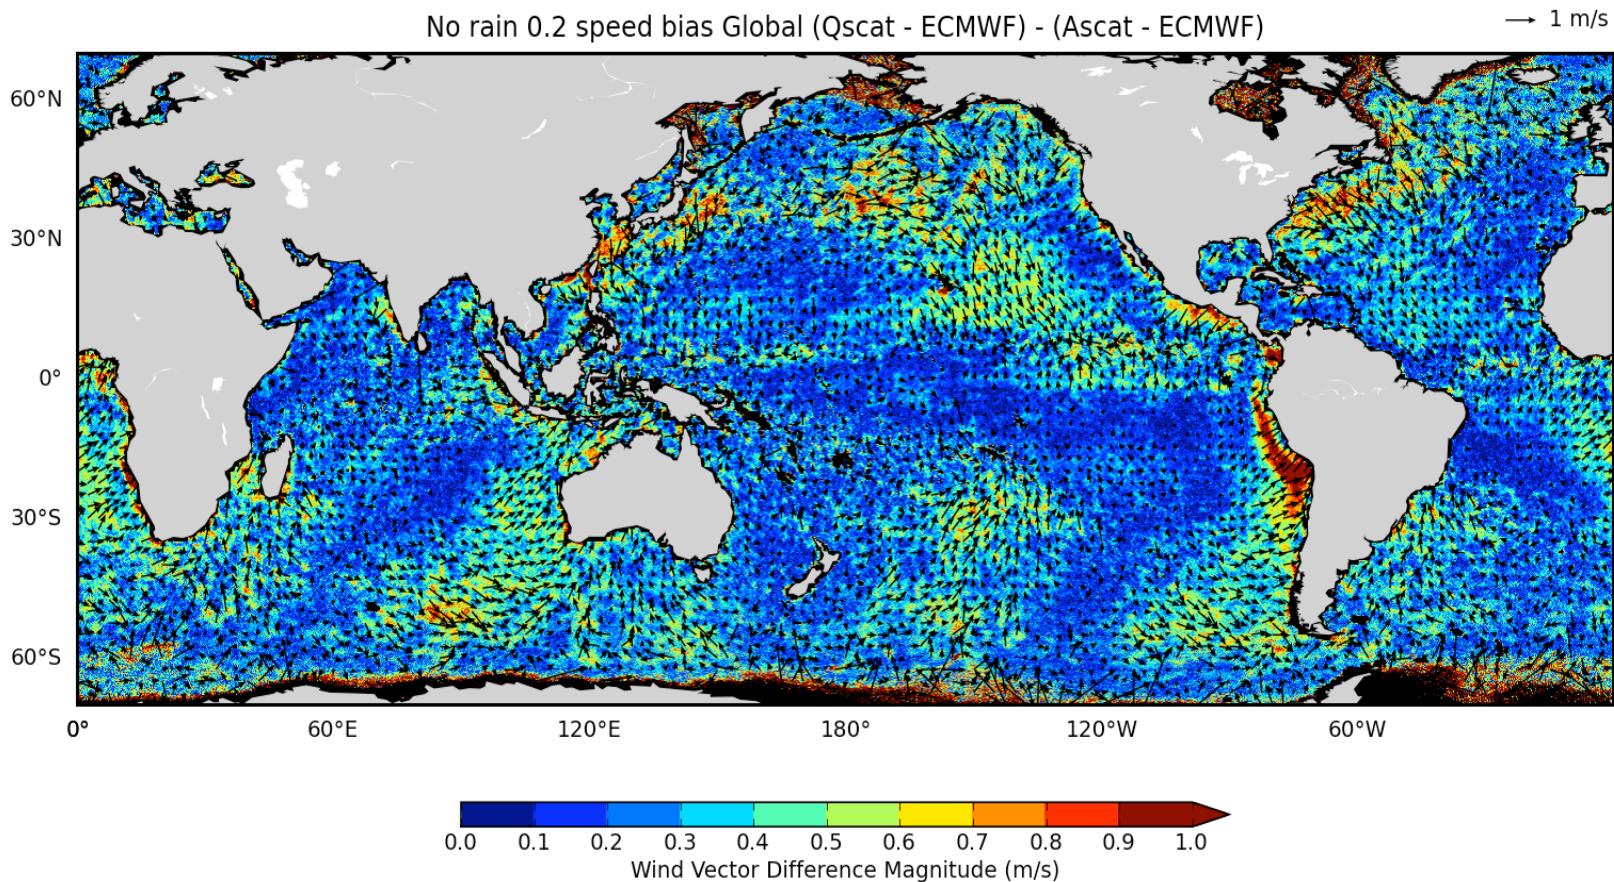 No rain 0.2 speed bias Global (Qscat - ECMWF) - (Ascat - ECMWF)
1 m/s
60°N
30°N
0°
30°S
60°S
0° 60°E 120°E 180° 120°W 60°W
0.0 0.1 0.2 0.3 0.4 0.5 0.6 0.7 0.8 0.9 1.0
Wind Vector Difference Magnitude (m/s)